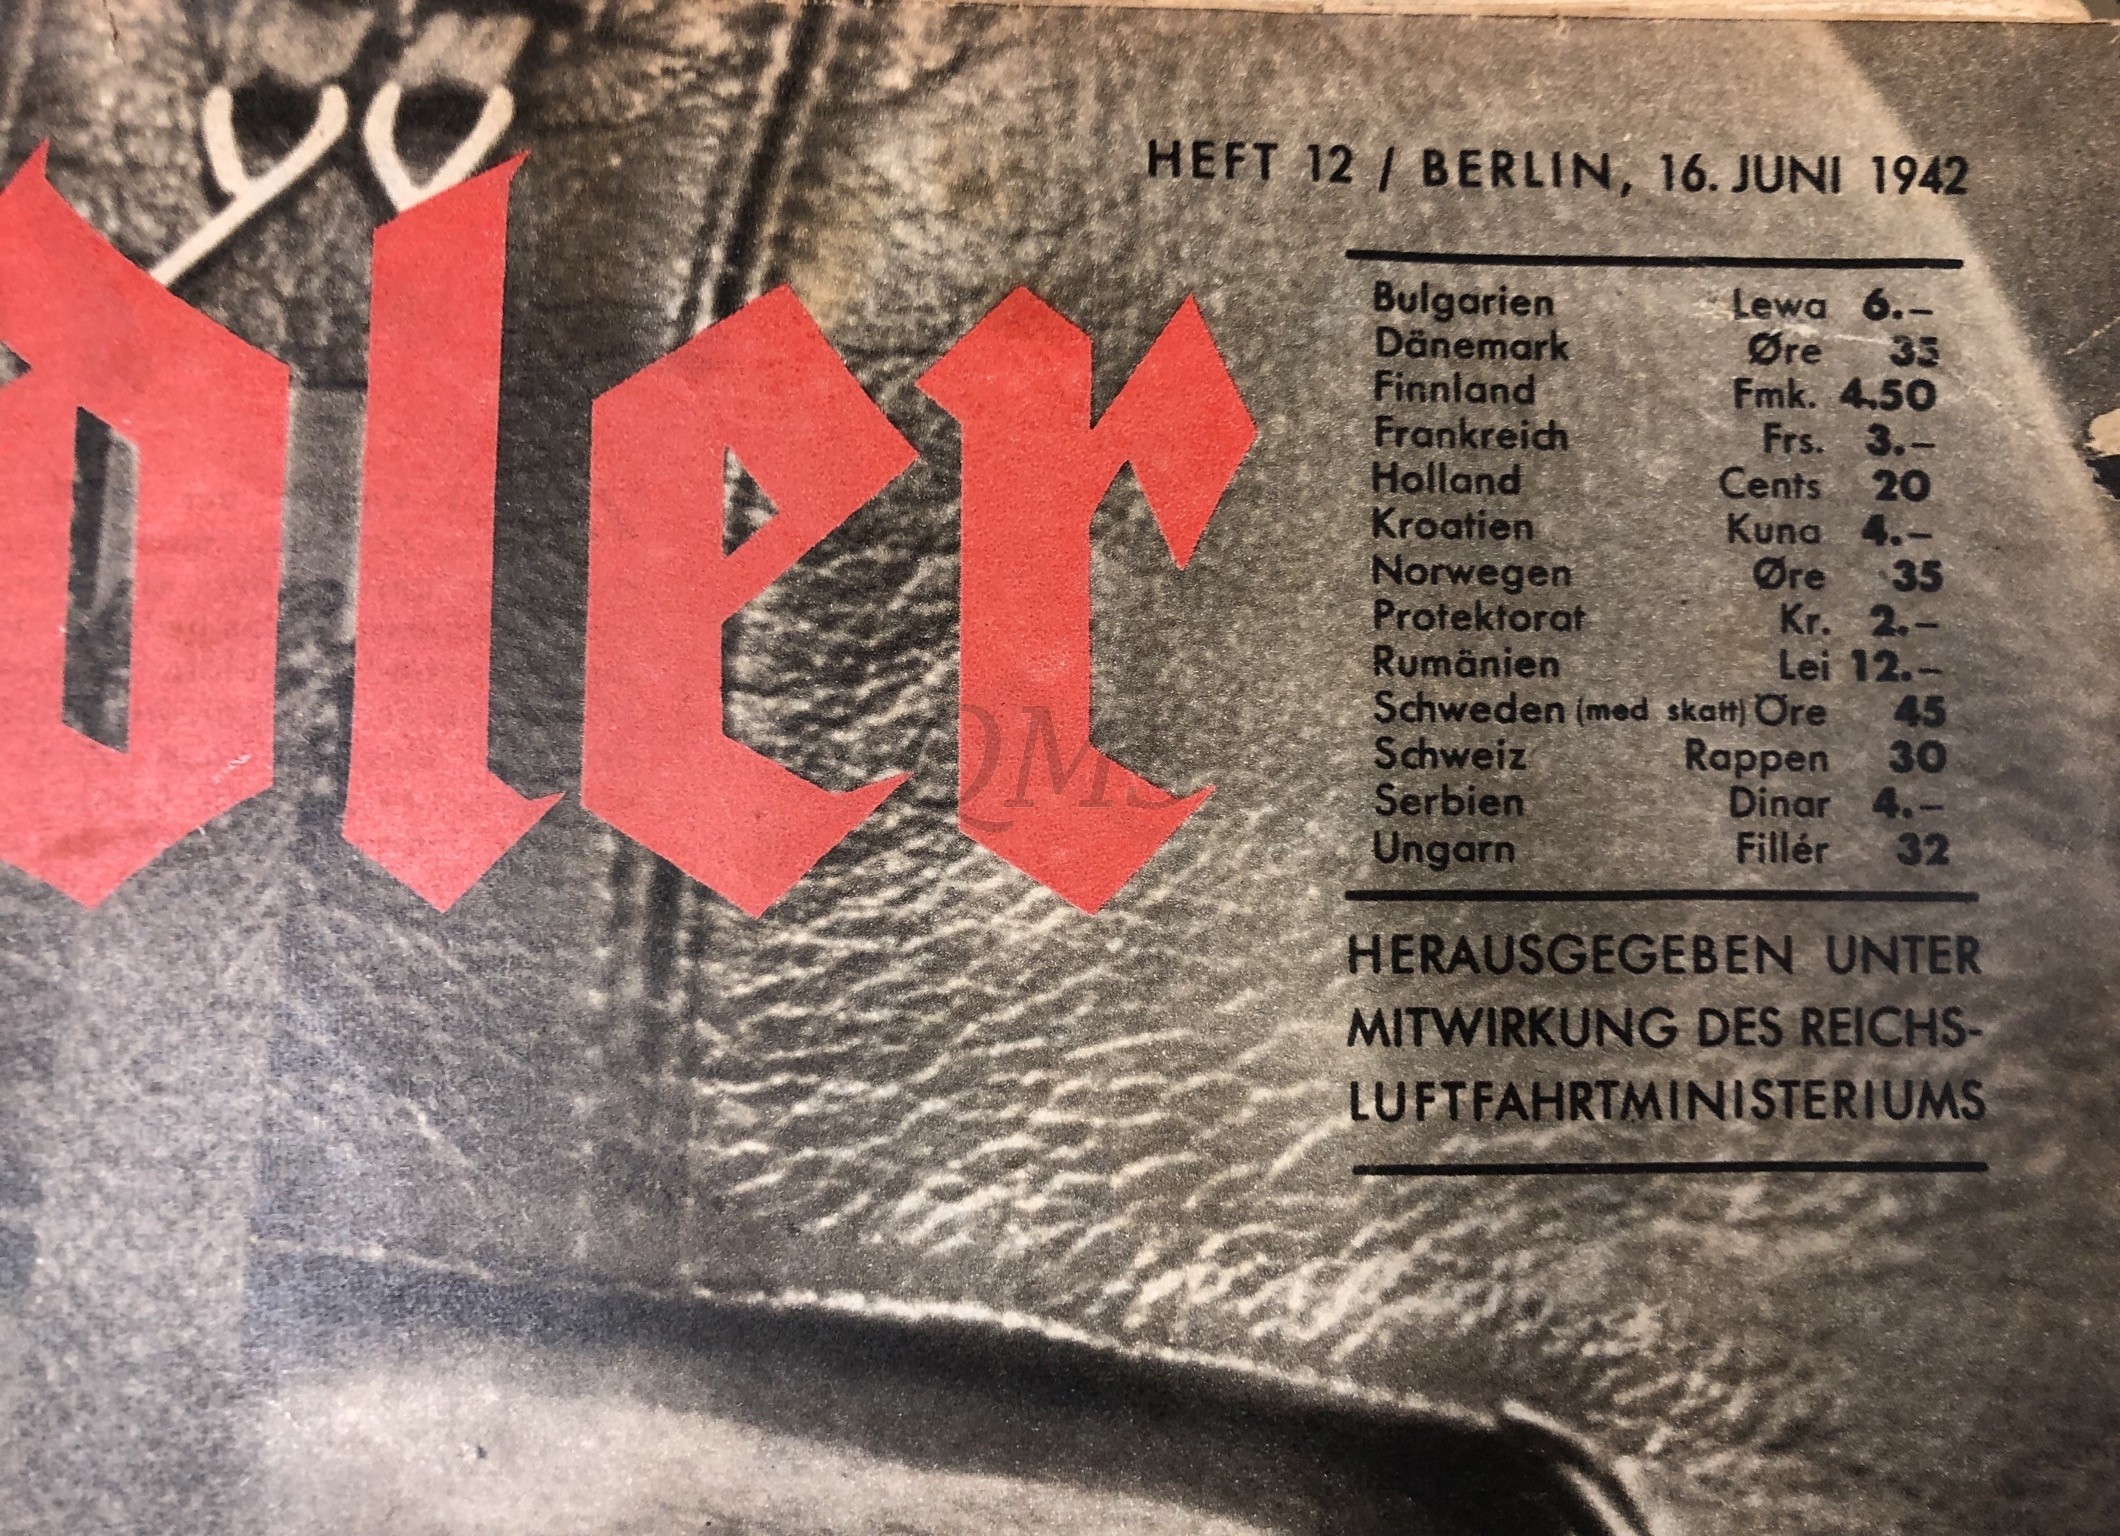 dler
HEFT 12 / BERLIN, 16. JUNI 1942
Bulgarien Lewa 6.–
Dänemark Øre 35
Finnland Fmk. 4.50
Frankreich Frs. 3.–
Holland Cents 20
Kroatien Kuna 4.–
Norwegen Øre 35
Protektorat Kr. 2.–
Rumänien Lei 12.–
Schweden (med skatt) Öre 45
Schweiz Rappen 30
Serbien Dinar 4.–
Ungarn Fillér 32
HERAUSGEGEBEN UNTER
MITWIRKUNG DES REICHS-
LUFTFAHRTMINISTERIUMS
QMS